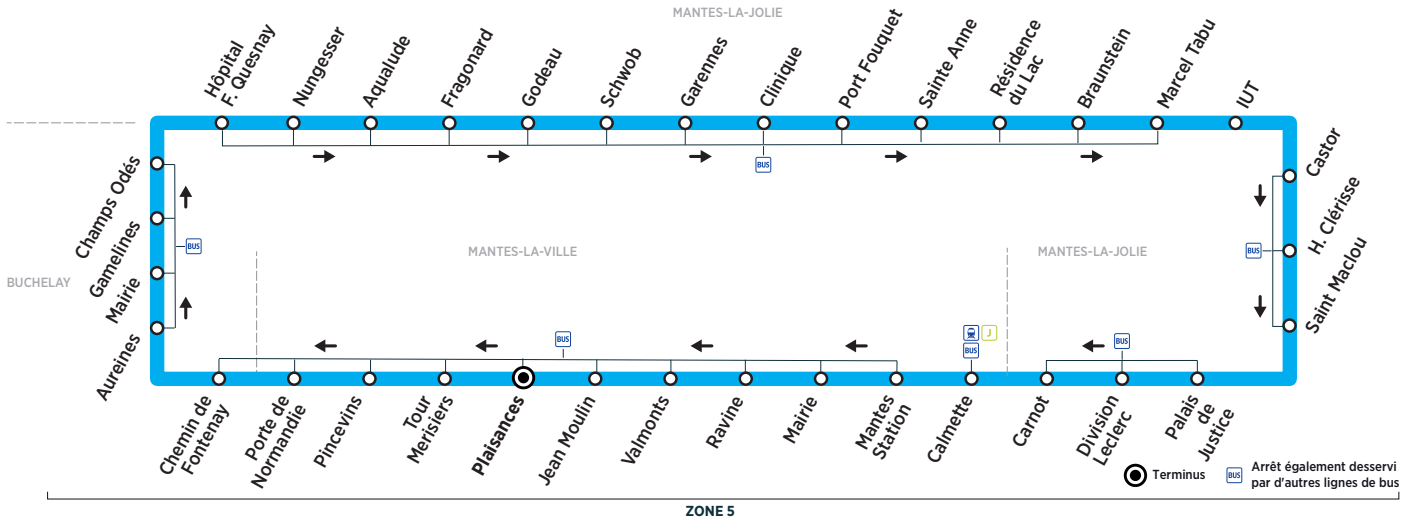 MANTES-LA-JOLIE
Hôpital
F. Quesnay
Nungesser
Aqualude
Fragonard
Godeau
Schwob
Garennes
Clinique
Port Fouquet
Sainte Anne
Résidence
du Lac
Braunstein
Marcel Tabu
IUT
BUS
Castor
H. Clérisse
Saint Maclou
BUS
Champs Odés
Gamelines
Mairie
Aureines
BUS
BUCHELAY
MANTES-LA-VILLE
MANTES-LA-JOLIE
BUS
J
BUS
BUS
Chemin de
Fontenay
Porte de
Normandie
Pincevins
Tour
Merisiers
Plaisances
Jean Moulin
Valmonts
Ravine
Mairie
Mantes
Station
Calmette
Carnot
Division
Leclerc
Palais
de
Justice
Terminus
BUS
Arrêt également desservi
par d'autres lignes de bus
ZONE 5